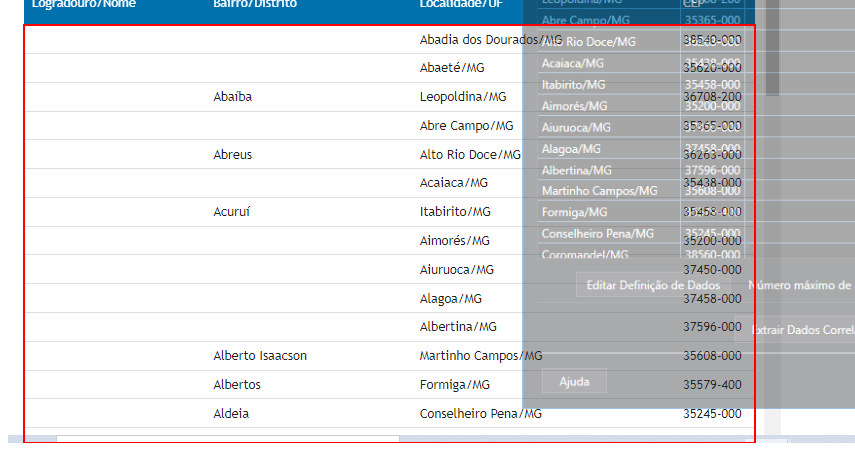 Logradouro/Nome Bairro/Distrito Localidade/UF CEP
Abadia dos Dourados/MG 38540-000
Abaeté/MG 35620-000
Abaíba Leopoldina/MG 36708-200
Abre Campo/MG 35365-000
Abreus Alto Rio Doce/MG 36263-000
Acaiaca/MG 35438-000
Acuruí Itabirito/MG 35458-000
Aimorés/MG 35200-000
Aiuruoca/MG 37450-000
Alagoa/MG 37458-000
Albertina/MG 37596-000
Alberto Isaacson Martinho Campos/MG 35608-000
Albertos Formiga/MG 35579-400
Aldeia Conselheiro Pena/MG 35245-000
Leopoldina/MG
Abre Campo/MG 35365-000
Alto Rio Doce/MG
Acaiaca/MG 35438-000
Itabirito/MG 35458-000
Aimorés/MG 35200-000
Aiuruoca/MG
Alagoa/MG 37458-000
Albertina/MG 37596-000
Martinho Campos/MG 35608-000
Formiga/MG
Conselheiro Pena/MG 35245-000
Coromandel/MG 38560-000
Editar Definição de Dados Número máximo de
Extrair Dados Correla
Ajuda